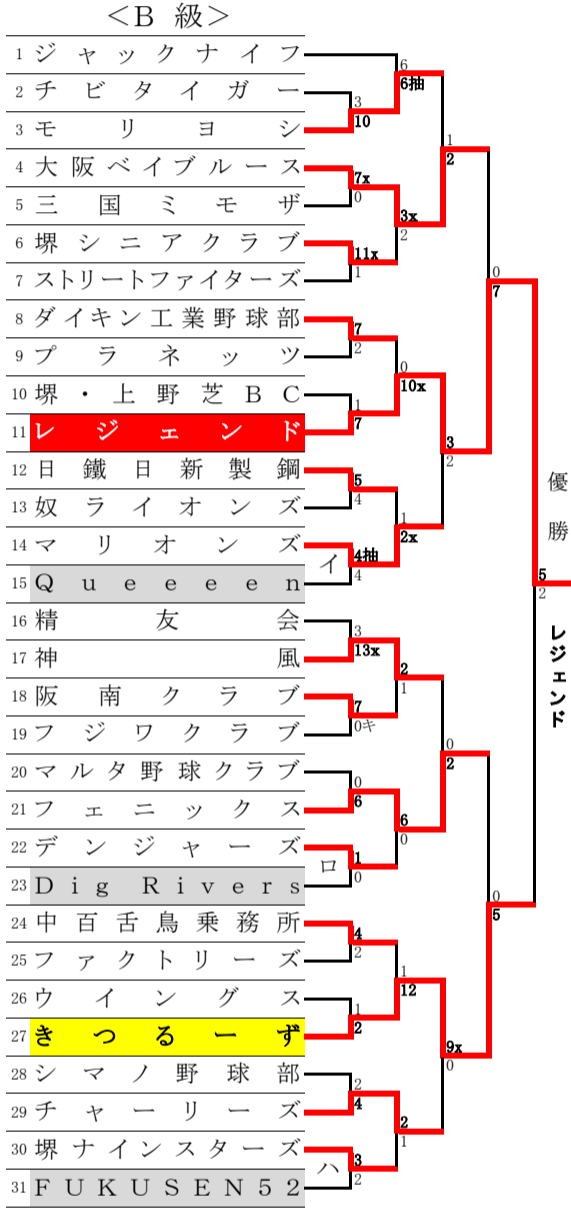 ＜B 級＞
1 ジャックナイフ
2 チビタイガー
3 モリヨシ
4 大阪ベイブルース
5 三国ミモザ
6 堺シニアクラブ
7 ストリートファイターズ
8 ダイキン工業野球部
9 プラネッツ
10 堺・上野芝BC
11 レジェンド
12 日鐵日新製鋼
13 奴ライオンズ
14 マリオンズ
15 Queeeen
16 精友会
17 神風
18 阪南クラブ
19 フジワクラブ
20 マルタ野球クラブ
21 フェニックス
22 デンジャーズ
23 Dig Rivers
24 中百舌鳥乗務所
25 ファクトリーズ
26 ウイングス
27 きつるーず
28 シマノ野球部
29 チャーリーズ
30 堺ナインスターズ
31 FUKUSEN52
イ
ロ
ハ
3
10
7x
0
11x
1
7
2
1
7
5
4
4抽
4
3
13x
7
0キ
0
6
1
0
4
2
1
2
2
4
3
2
6
6抽
3x
2
0
10x
1
2x
2
1
6
0
1
12
2
1
1
2
3
2
0
2
9x
0
0
7
0
5
5
2
優勝
レジェンド